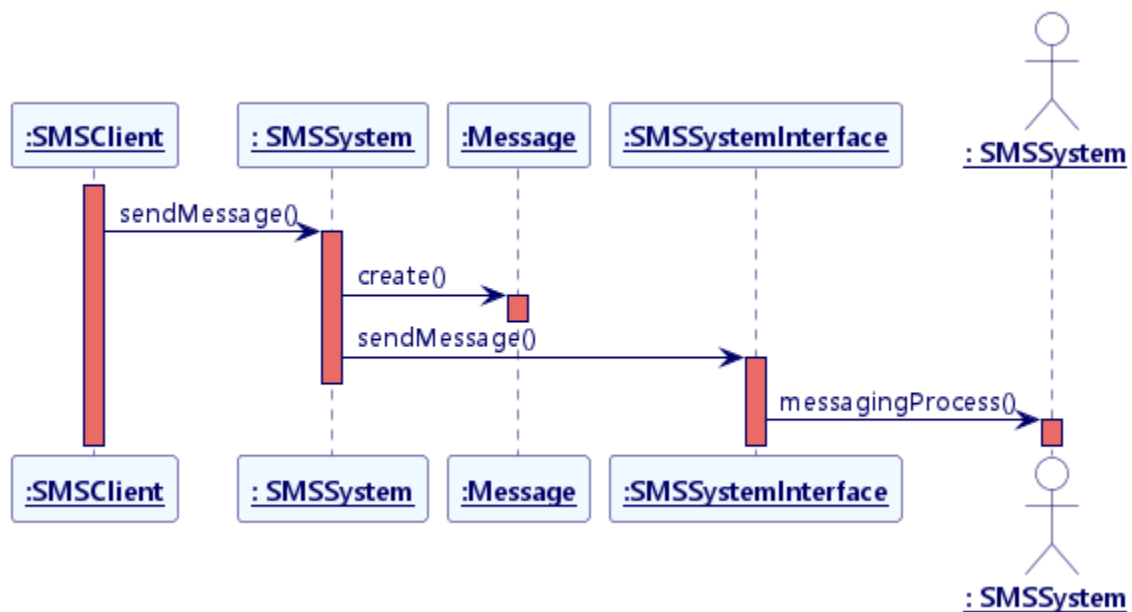 :SMSClient
: SMSSystem
:Message
:SMSSystemInterface
: SMSSystem
sendMessage()
create()
sendMessage()
messagingProcess()
:SMSClient
: SMSSystem
:Message
:SMSSystemInterface
: SMSSystem